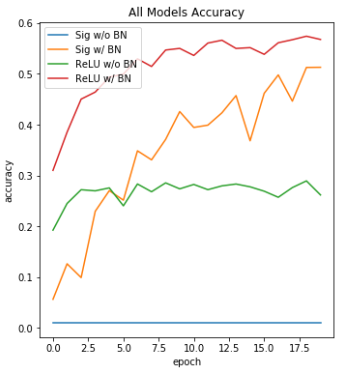 All Models Accuracy
0.6
0.5
0.4
0.3
0.2
0.1
0.0
accuracy
Sig w/o BN
Sig w/ BN
ReLU w/o BN
ReLU w/ BN
0.0 2.5 5.0 7.5 10.0 12.5 15.0 17.5
epoch